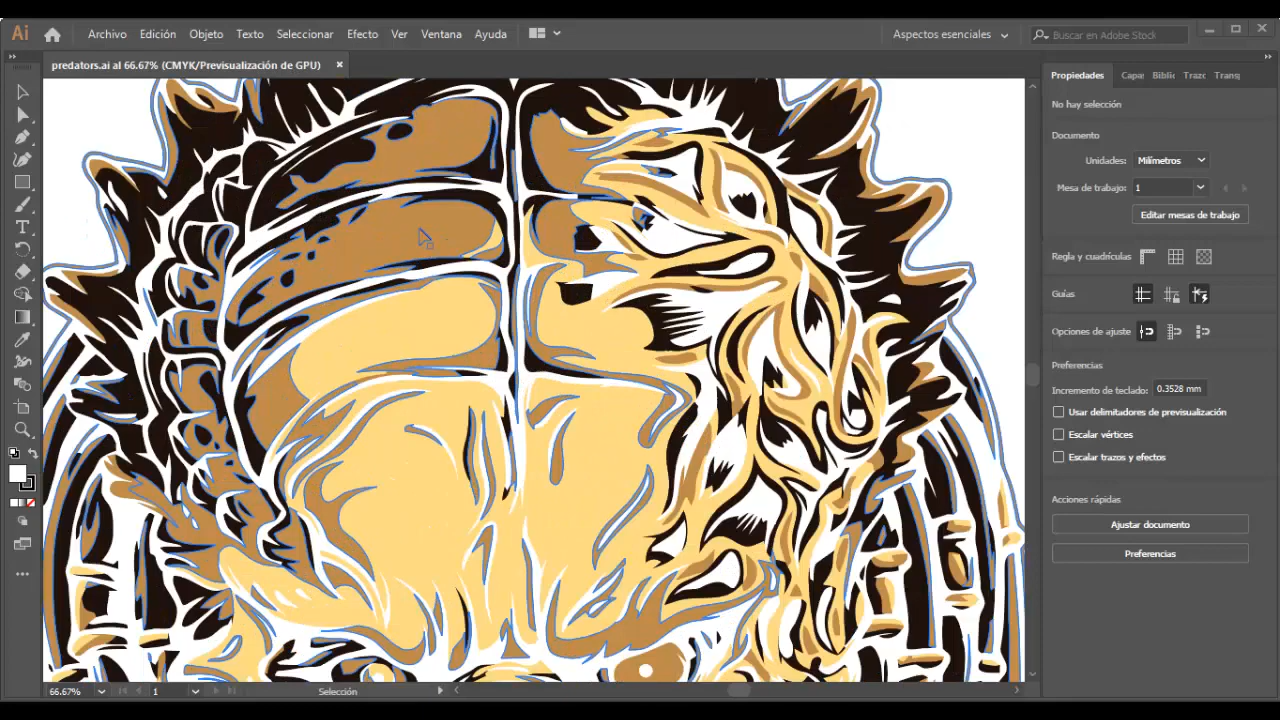 Ai Archivo Edición Objeto Texto Seleccionar Efecto Ver Ventana Ayuda Aspectos esenciales Buscar en Adobe Stock
predators.ai al 66.67% (CMYK/Previsualización de GPU)
Propiedades Capa Biblic Trazc Transp
No hay selección
Documento
Unidades: Milímetros
Mesa de trabajo: 1
Editar mesas de trabajo
Regla y cuadrículas
Guías
Opciones de ajuste
Preferencias
Incremento de teclado: 0.3528 mm
Usar delimitadores de previsualización
Escalar vértices
Escalar trazos y efectos
Acciones rápidas
Ajustar documento
Preferencias
66.67% 1 Selección